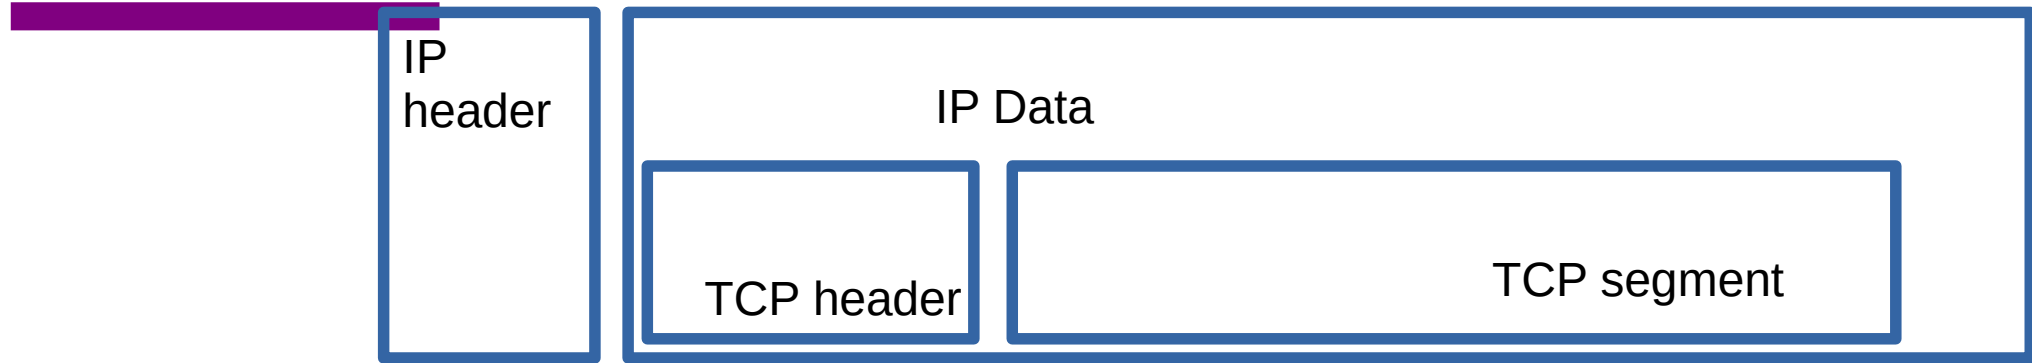 IP
header
IP Data
TCP header
TCP segment